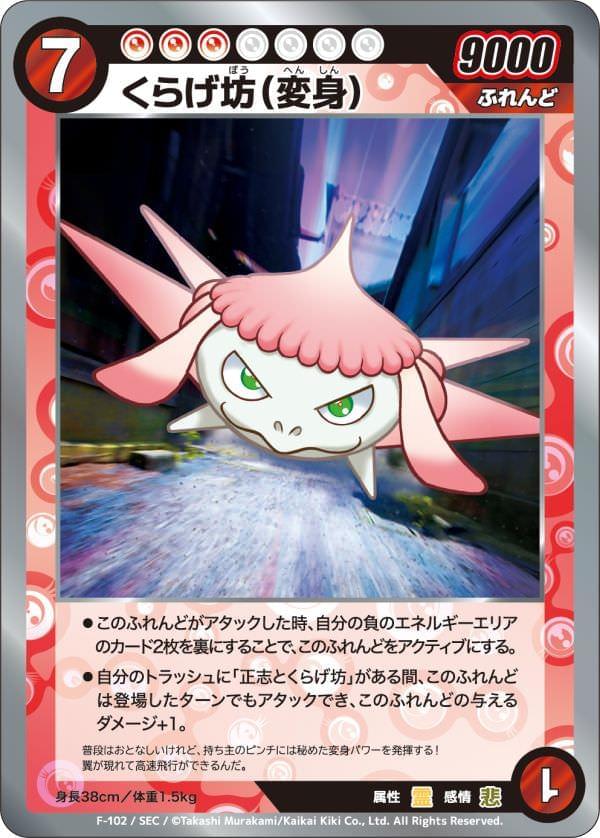 7
9000
くらげ坊(変身)
ぼう へんしん
ふれんど
●このふれんどがアタックした時、自分の負のエネルギーエリア
のカード2枚を裏にすることで、このふれんどをアクティブにする。
●自分のトラッシュに「正志とくらげ坊」がある間、このふれんど
は登場したターンでもアタックでき、このふれんどの与える
ダメージ+1。
普段はおとなしいけれど、持ち主のピンチには秘めた変身パワーを発揮する!
翼が現れて高速飛行ができるんだ。
身長38cm/体重1.5kg
属性 霊 感情 悲
1
F-102 / SEC / ©Takashi Murakami/Kaikai Kiki Co., Ltd. All Rights Reserved.